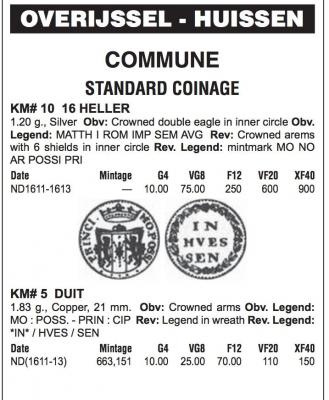 OVERIJSSEL - HUISSEN
COMMUNE
STANDARD COINAGE
KM# 10 16 HELLER
1.20 g., Silver Obv: Crowned double eagle in inner circle Obv.
Legend: MATTH I ROM IMP SEM AVG Rev: Crowned arems
with 6 shields in inner circle Rev. Legend: mintmark MO NO
AR POSSI PRI
Date Mintage G4 VG8 F12 VF20 XF40
ND1611-1613 — 10.00 75.00 250 600 900
PRINCI MO POSS
IN
HVES
SEN
KM# 5 DUIT
1.83 g., Copper, 21 mm. Obv: Crowned arms Obv. Legend:
MO : POSS. - PRIN : CIP Rev: Legend in wreath Rev. Legend:
*IN* / HVES / SEN
Date Mintage G4 VG8 F12 VF20 XF40
ND(1611-13) 663,151 10.00 25.00 70.00 110 150